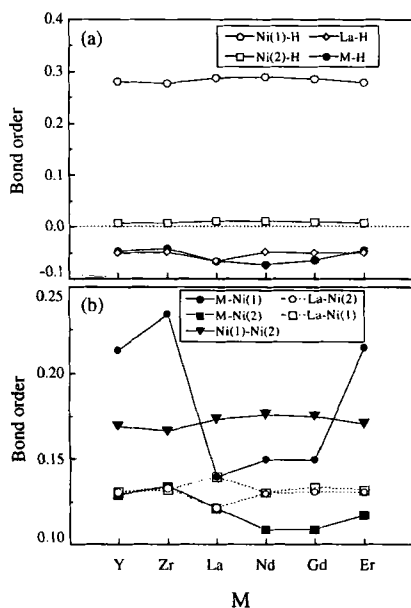 (a)
Ni(1)-H
La-H
Ni(2)-H
M-H
Bond order
0.4
0.3
0.2
0.1
0.0
-0.1
(b)
M-Ni(1)
La-Ni(2)
M-Ni(2)
La-Ni(1)
Ni(1)-Ni(2)
Bond order
0.25
0.20
0.15
0.10
Y
Zr
La
Nd
Gd
Er
M